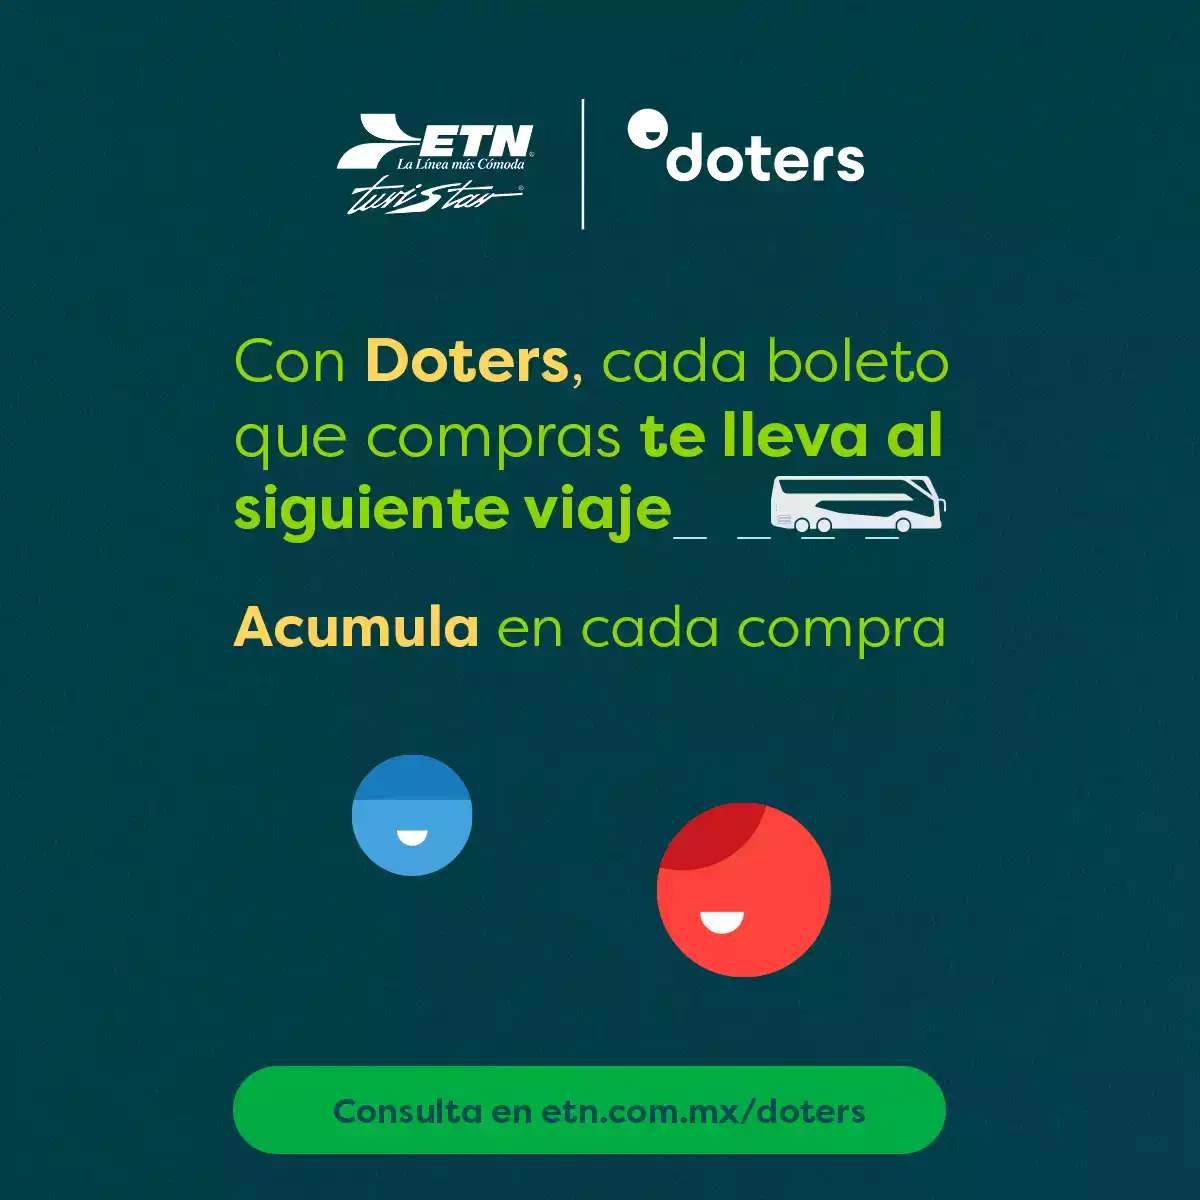 ETN®
La Línea más Cómoda
turistar®
doters
Con Doters, cada boleto
que compras te lleva al
siguiente viaje
Acumula en cada compra
Consulta en etn.com.mx/doters